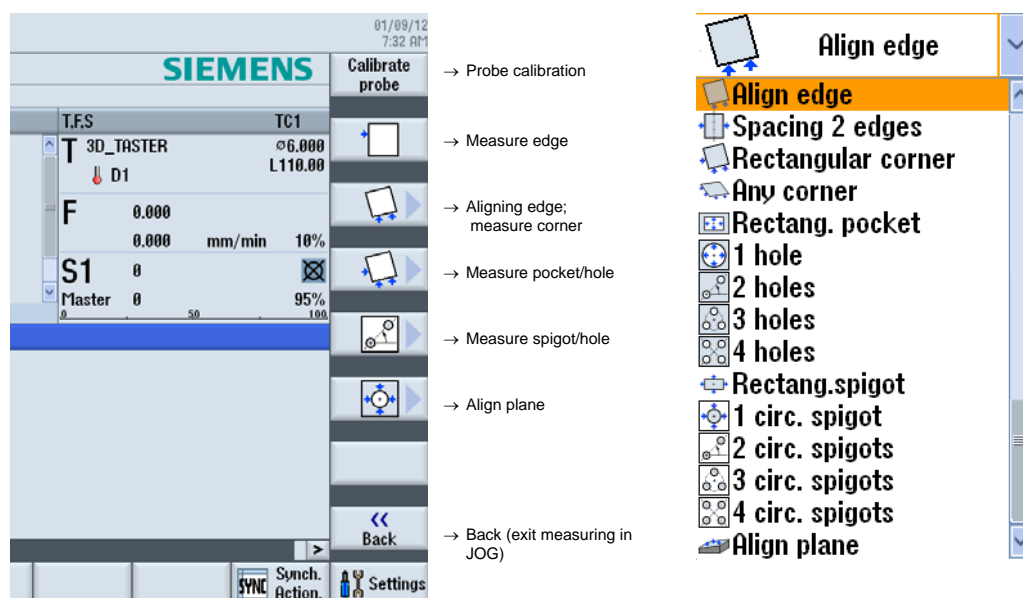 01/09/12
7:32 AM
SIEMENS
Calibrate
probe
→ Probe calibration
T,F,S TC1
T 3D_TASTER ⌀6.000
D1 L110.00
→ Measure edge
F 0.000
0.000 mm/min 10%
→ Aligning edge;
measure corner
S1 0
Master 0 95%
0 50 100
→ Measure pocket/hole
→ Measure spigot/hole
→ Align plane
<<
Back
→ Back (exit measuring in
JOG)
>
SYNC Synch.
Action.
Settings
Align edge
Align edge
Spacing 2 edges
Rectangular corner
Any corner
Rectang. pocket
1 hole
2 holes
3 holes
4 holes
Rectang.spigot
1 circ. spigot
2 circ. spigots
3 circ. spigots
4 circ. spigots
Align plane